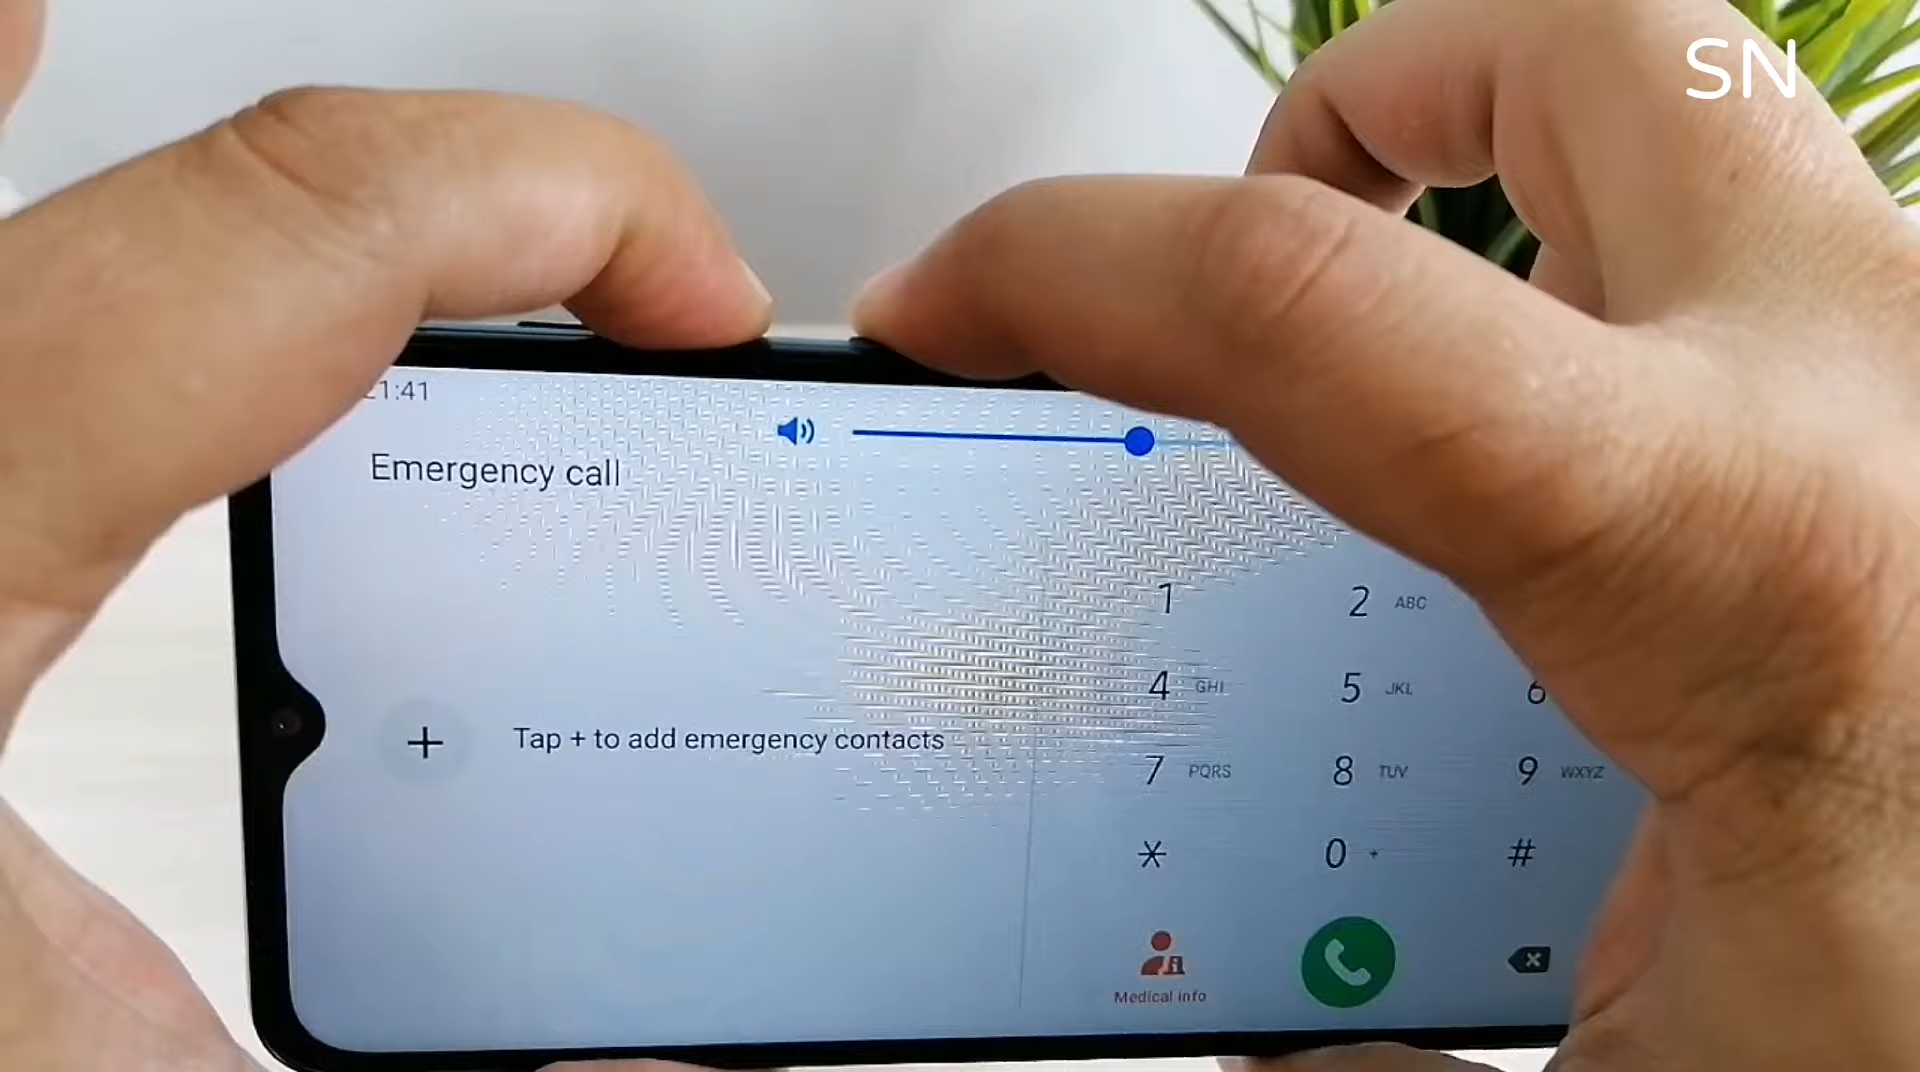 SN
1:41
Emergency call
Tap + to add emergency contacts
1
2 ABC
4 GHI
5 JKL
6
7 PQRS
8 TUV
9 WXYZ
*
0 +
#
Medical info